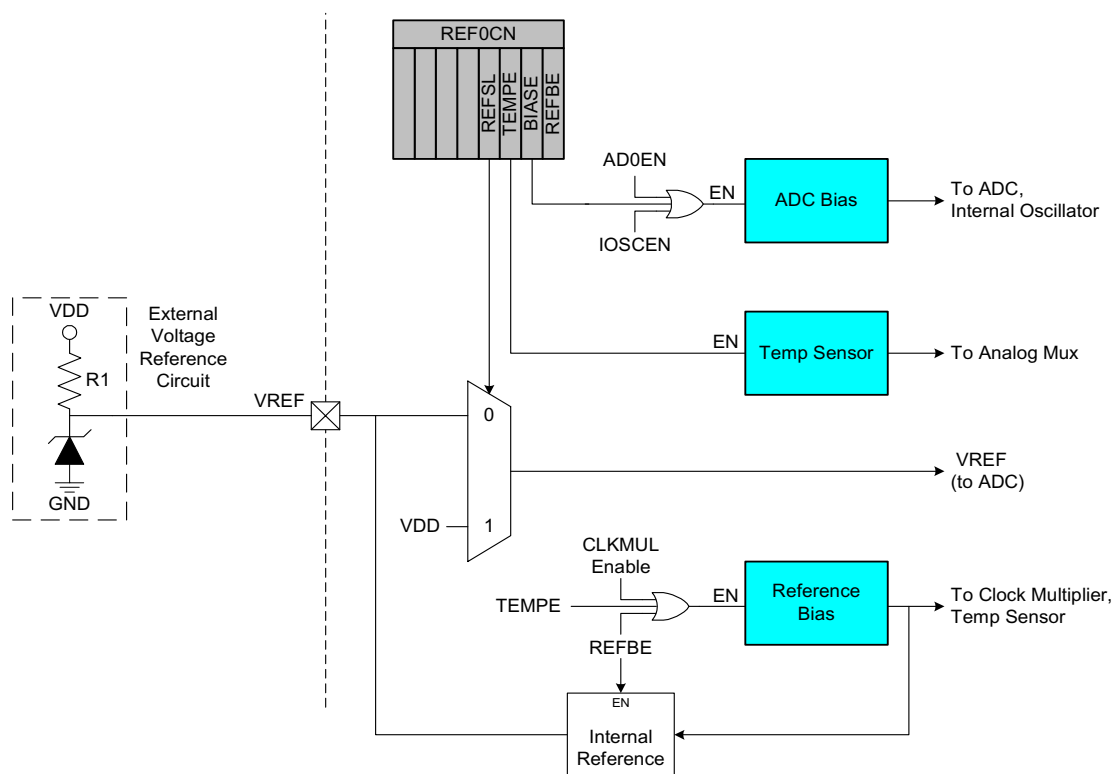 REF0CN
REFSL
TEMPE
BIASE
REFBE
AD0EN
EN
ADC Bias
To ADC,
Internal Oscillator
IOSCEN
VDD
R1
GND
External
Voltage
Reference
Circuit
EN
Temp Sensor
To Analog Mux
VREF
0
VREF
(to ADC)
VDD
1
CLKMUL
Enable
TEMPE
EN
Reference
Bias
To Clock Multiplier,
Temp Sensor
REFBE
EN
Internal
Reference